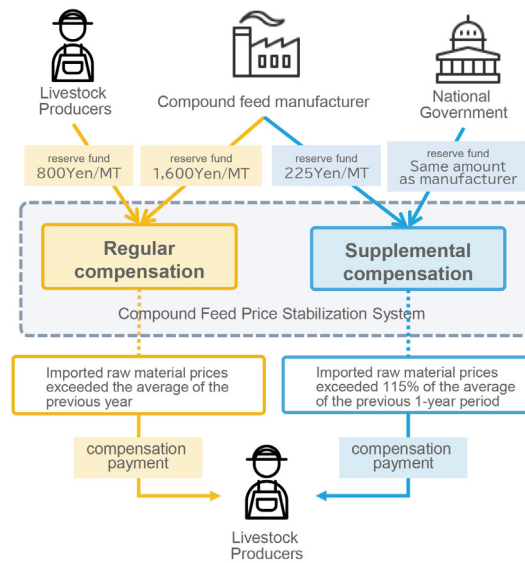 Livestock
Producers
Compound feed manufacturer
National
Government
reserve fund
800Yen/MT
reserve fund
1,600Yen/MT
reserve fund
225Yen/MT
reserve fund
Same amount
as manufacturer
Regular
compensation
Supplemental
compensation
Compound Feed Price Stabilization System
Imported raw material prices
exceeded the average of the
previous year
Imported raw material prices
exceeded 115% of the average
of the previous 1-year period
compensation
payment
compensation
payment
Livestock
Producers